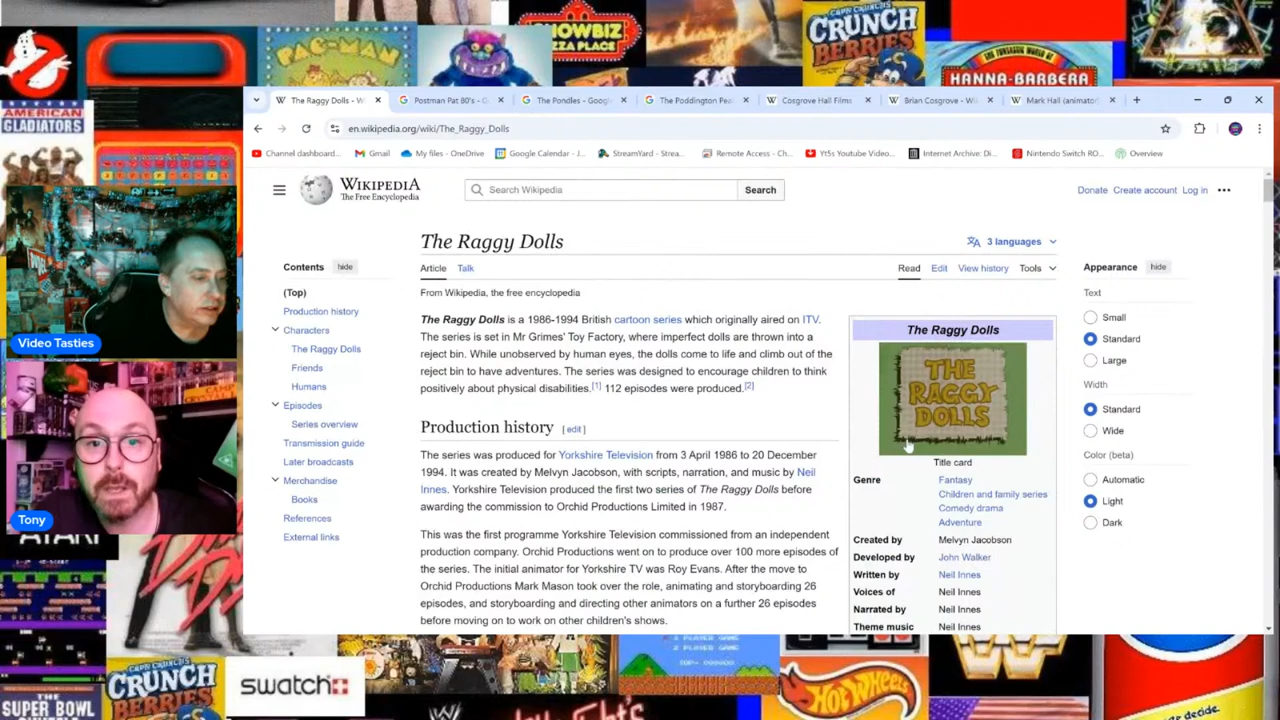 PAC-MAN
SHOWBIZ
PIZZA PLACE
CRUNCH
BERRIES
HANNA-BARBERA
AMERICAN
GLADIATORS
The Raggy Dolls - W
Postman Pat 80's - G
The Pondles - Google
The Poddington Pea
Cosgrove Hall Films
Brian Cosgrove - Wi
Mark Hall (animator)
en.wikipedia.org/wiki/The_Raggy_Dolls
Channel dashboard...
Gmail
My files - OneDrive
Google Calendar - J...
StreamYard - Strea...
Remote Access - Ch...
Yt5s Youtube Video...
Internet Archive: Di...
Nintendo Switch RO...
Overview
WIKIPEDIA
The Free Encyclopedia
Search Wikipedia
Search
Donate Create account Log in
The Raggy Dolls
3 languages
Contents hide
Article Talk
Read Edit View history Tools
Appearance hide
(Top)
Production history
Characters
The Raggy Dolls
Friends
Humans
Episodes
Series overview
Transmission guide
Later broadcasts
Merchandise
Books
References
External links
From Wikipedia, the free encyclopedia
The Raggy Dolls is a 1986-1994 British cartoon series which originally aired on ITV.
The series is set in Mr Grimes' Toy Factory, where imperfect dolls are thrown into a
reject bin. While unobserved by human eyes, the dolls come to life and climb out of the
reject bin to have adventures. The series was designed to encourage children to think
positively about physical disabilities.[1] 112 episodes were produced.[2]
Production history [ edit ]
The series was produced for Yorkshire Television from 3 April 1986 to 20 December
1994. It was created by Melvyn Jacobson, with scripts, narration, and music by Neil
Innes. Yorkshire Television produced the first two series of The Raggy Dolls before
awarding the commission to Orchid Productions Limited in 1987.
This was the first programme Yorkshire Television commissioned from an independent
production company. Orchid Productions went on to produce over 100 more episodes of
the series. The initial animator for Yorkshire TV was Roy Evans. After the move to
Orchid Productions Mark Mason took over the role, animating and storyboarding 26
episodes, and storyboarding and directing other animators on a further 26 episodes
before moving on to work on other children's shows.
The Raggy Dolls
THE
RAGGY
DOLLS
Title card
Genre Fantasy
Children and family series
Comedy drama
Adventure
Created by Melvyn Jacobson
Developed by John Walker
Written by Neil Innes
Voices of Neil Innes
Narrated by Neil Innes
Theme music Neil Innes
Text
Small
Standard
Large
Width
Standard
Wide
Color (beta)
Automatic
Light
Dark
Video Tasties
Tony
ATARI
CAP'N CRUNCH'S
CRUNCH
BERRIES
swatch
THE
SUPER BOWL
HOT WHEELS
decide.